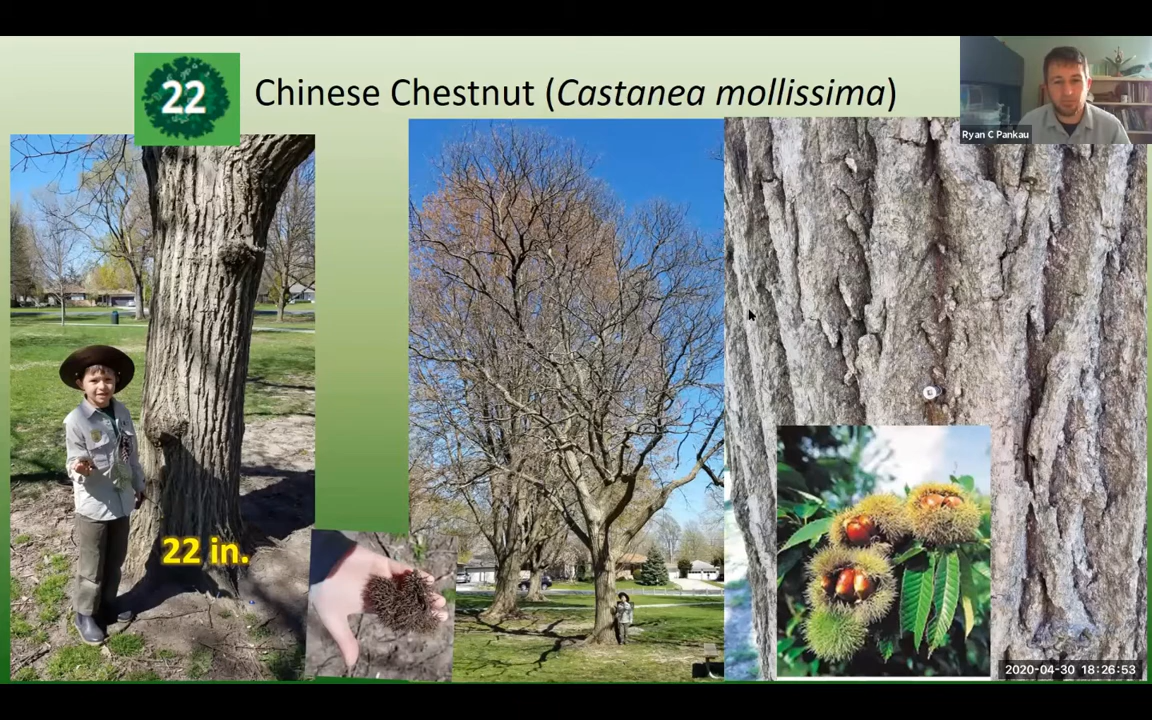 22
Chinese Chestnut (Castanea mollissima)
Ryan C Pankau
22 in.
2020-04-30 18:26:53